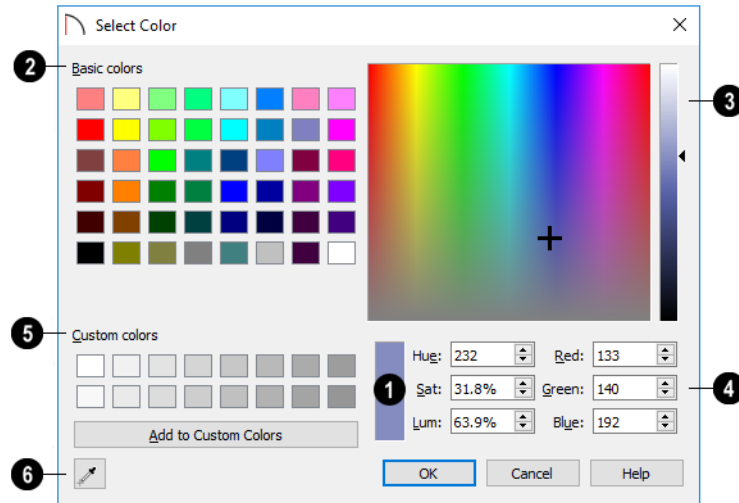 Select Color
2 Basic colors
3
5 Custom colors
Hue: 232 Red: 133
1 Sat: 31.8% Green: 140 4
Lum: 63.9% Blue: 192
Add to Custom Colors
6 OK Cancel Help